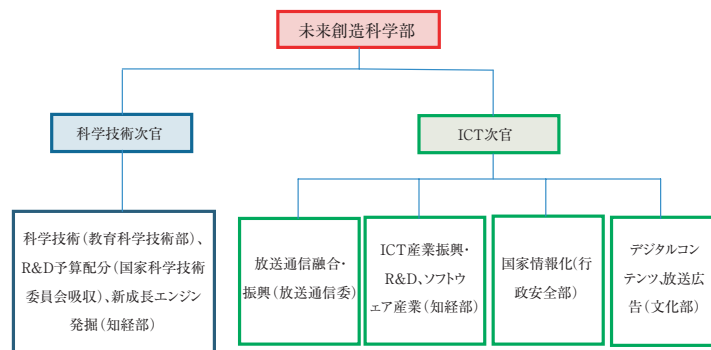 未来創造科学部
科学技術次官
ICT次官
科学技術(教育科学技術部)、
R&D予算配分(国家科学技術
委員会吸収)、新成長エンジン
発掘(知経部)
放送通信融合・
振興(放送通信委)
ICT産業振興・
R&D、ソフトウ
ェア産業(知経部)
国家情報化(行
政安全部)
デジタルコン
テンツ、放送広
告(文化部)